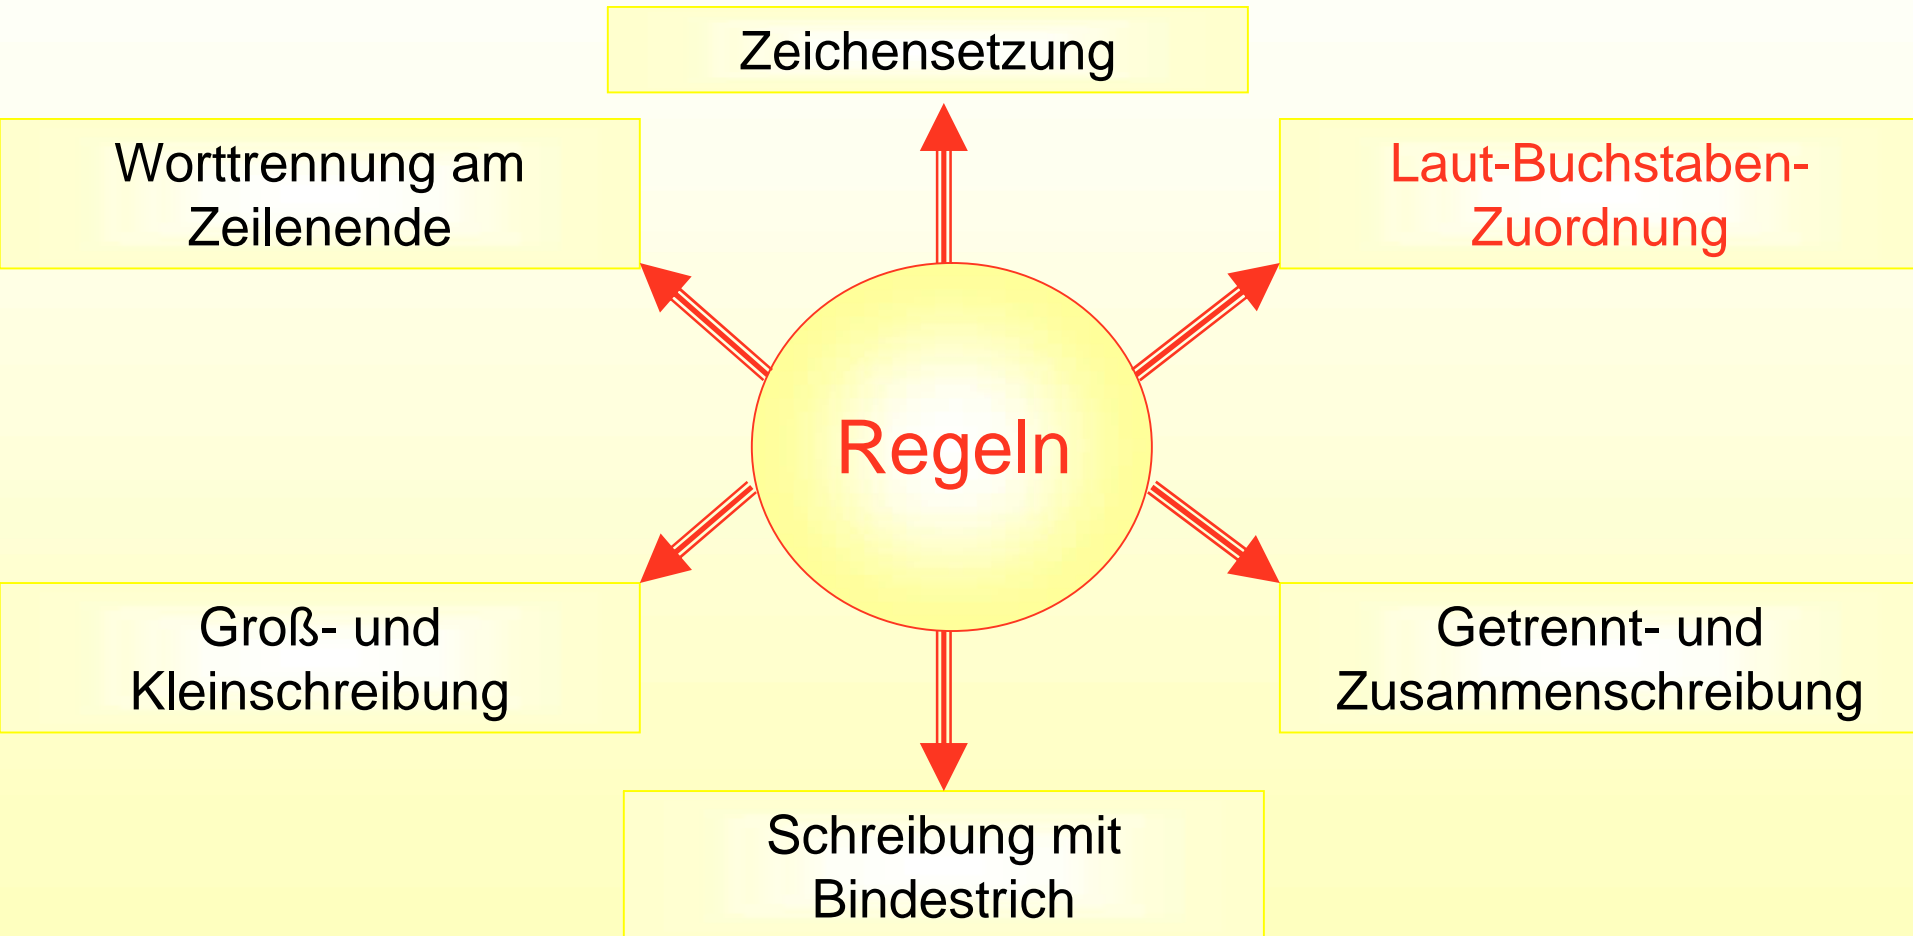 Zeichensetzung
Worttrennung am
Zeilenende
Laut-Buchstaben-
Zuordnung
Regeln
Groß- und
Kleinschreibung
Getrennt- und
Zusammenschreibung
Schreibung mit
Bindestrich